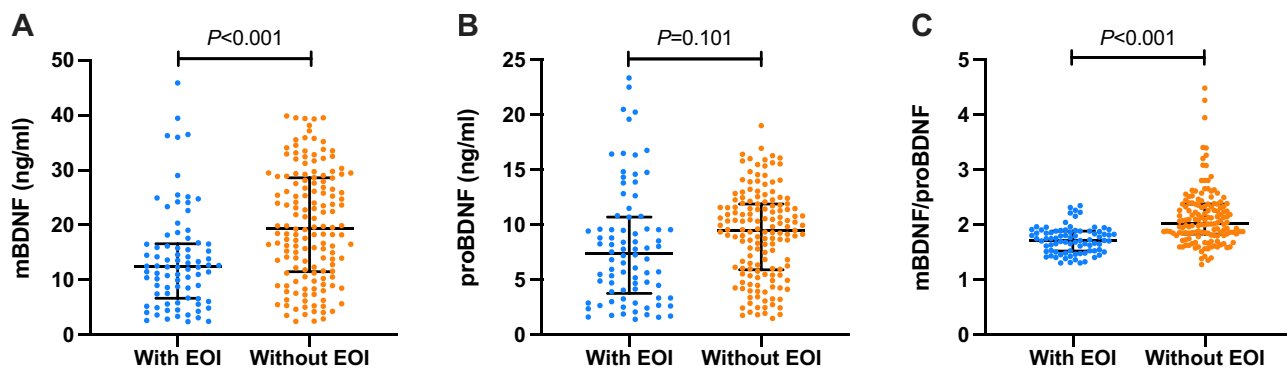 A
P<0.001
mBDNF (ng/ml)
50
40
30
20
10
0
With EOI
Without EOI
B
P=0.101
proBDNF (ng/ml)
25
20
15
10
5
0
With EOI
Without EOI
C
P<0.001
mBDNF/proBDNF
5
4
3
2
1
0
With EOI
Without EOI